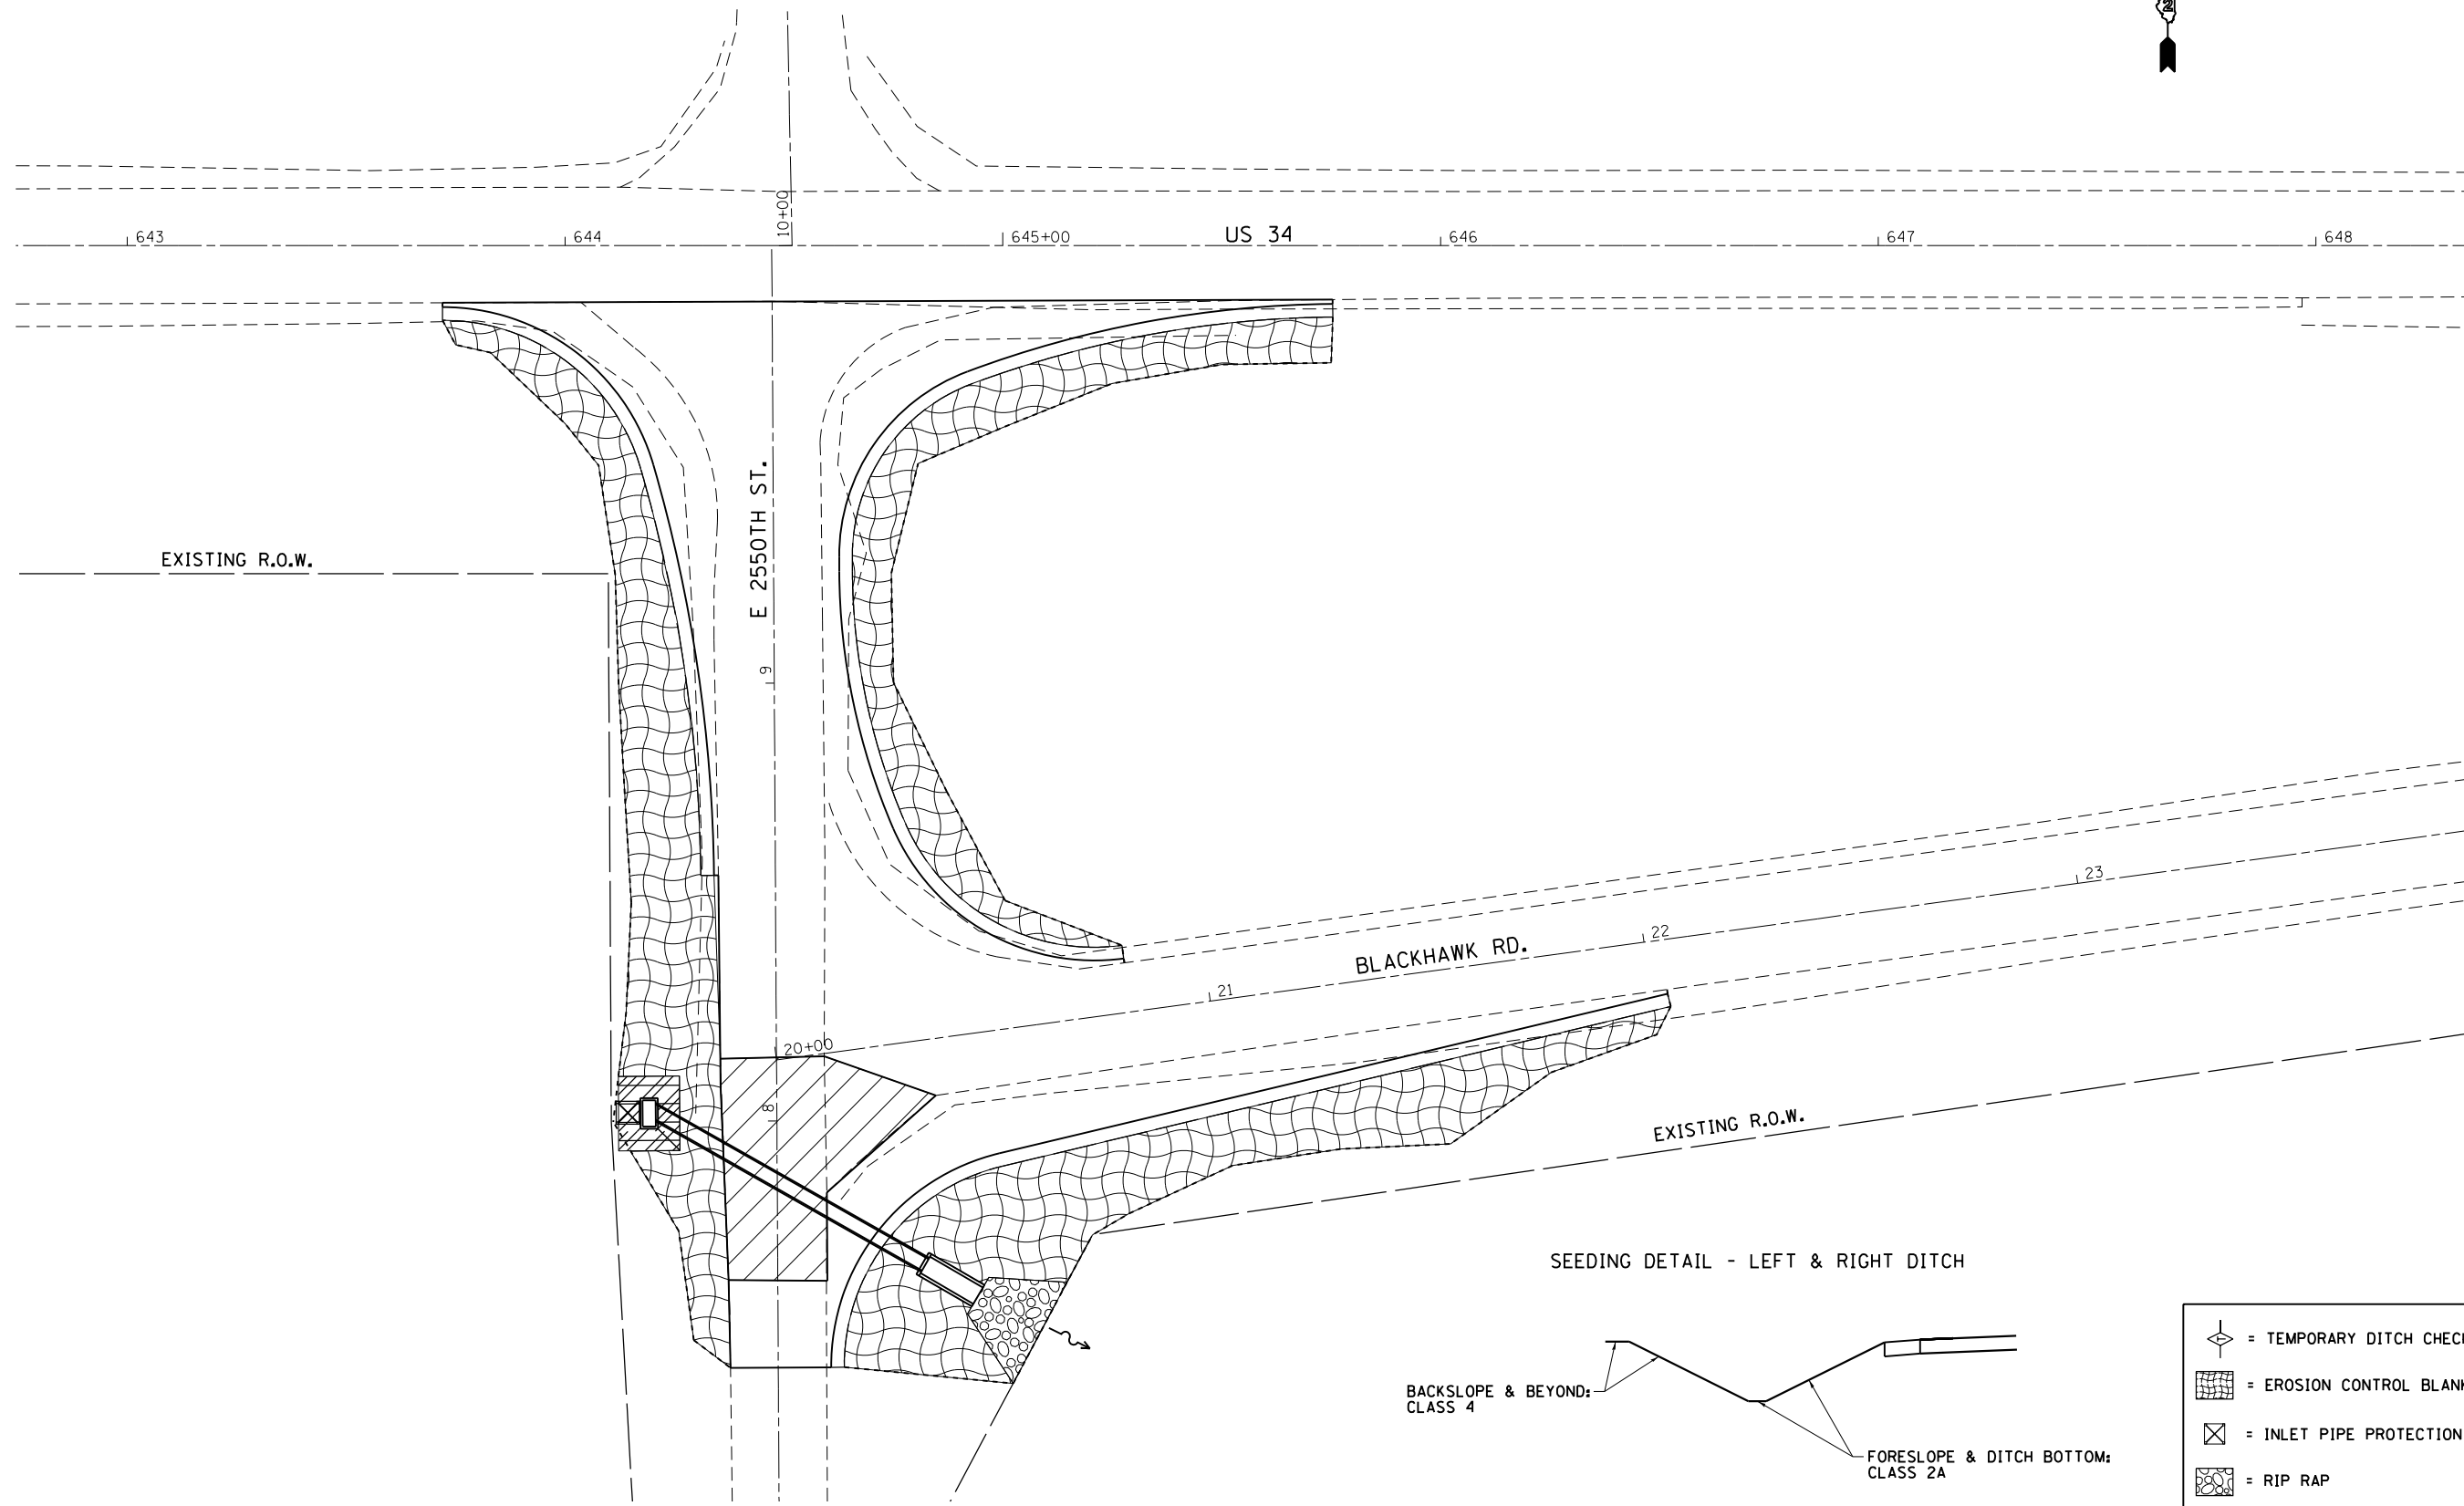 2
10+00
643
644
645+00
US 34
646
647
648
E 2550TH ST.
EXISTING R.O.W.
9
23
22
BLACKHAWK RD.
21
20+00
8
EXISTING R.O.W.
SEEDING DETAIL - LEFT & RIGHT DITCH
= TEMPORARY DITCH
BACKSLOPE & BEYOND:
CLASS 4
= EROSION CONTROL
= INLET PIPE PROTECTION
FORESLOPE & DITCH BOTTOM:
CLASS 2A
= RIP RAP